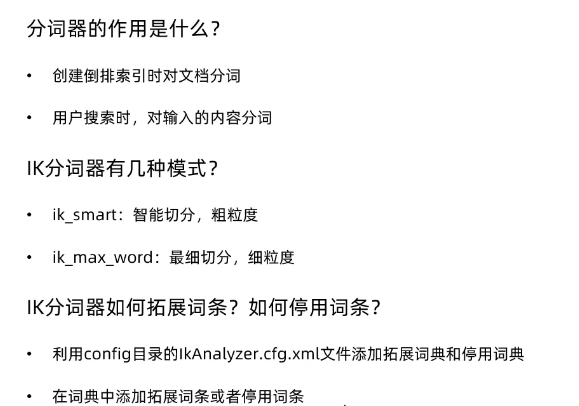 分词器的作用是什么？
• 创建倒排索引时对文档分词
• 用户搜索时，对输入的内容分词
IK分词器有几种模式？
• ik_smart：智能切分，粗粒度
• ik_max_word：最细切分，细粒度
IK分词器如何拓展词条？如何停用词条？
• 利用config目录的IkAnalyzer.cfg.xml文件添加拓展词典和停用词典
• 在词典中添加拓展词条或者停用词条